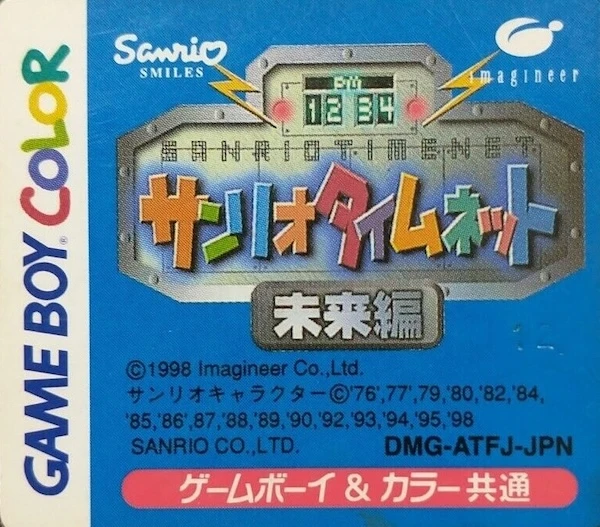 GAME BOY COLOR
Sanrio
SMILES
imagineer
PM
12 34
SANRIO TIME NET
サンリオタイムネット
未来編
©1998 Imagineer Co.,Ltd.
サンリオキャラクター©'76,'77,'79,'80,'82,'84,
'85,'86','87,'88,'89,'90,'92,'93,'94,'95,'98
SANRIO CO.,LTD.
DMG-ATFJ-JPN
ゲームボーイ & カラー 共通